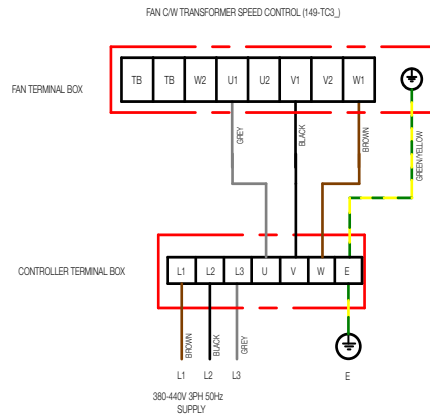 FAN C/W TRANSFORMER SPEED CONTROL (149-TC3_)
FAN TERMINAL BOX
TB TB W2 U1 U2 V1 V2 W1
GREY
BLACK
BROWN
GREEN/YELLOW
CONTROLLER TERMINAL BOX
L1 L2 L3 U V W E
BROWN
BLACK
GREY
L1 L2 L3 E
380-440V 3PH 50Hz
SUPPLY